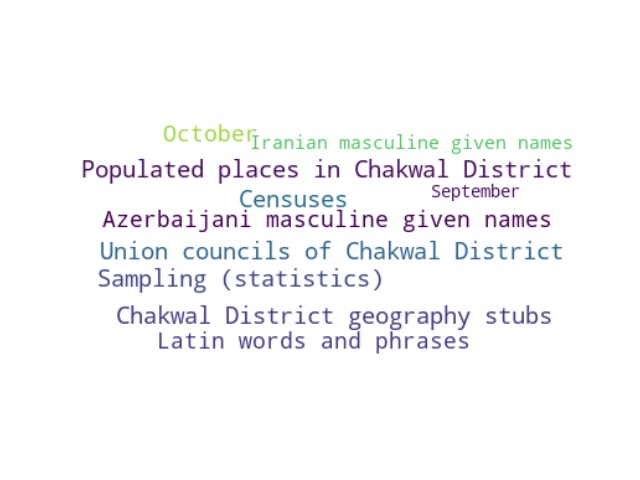 October
Iranian masculine given names
Populated places in Chakwal District
September
Censuses
Azerbaijani masculine given names
Union councils of Chakwal District
Sampling (statistics)
Chakwal District geography stubs
Latin words and phrases